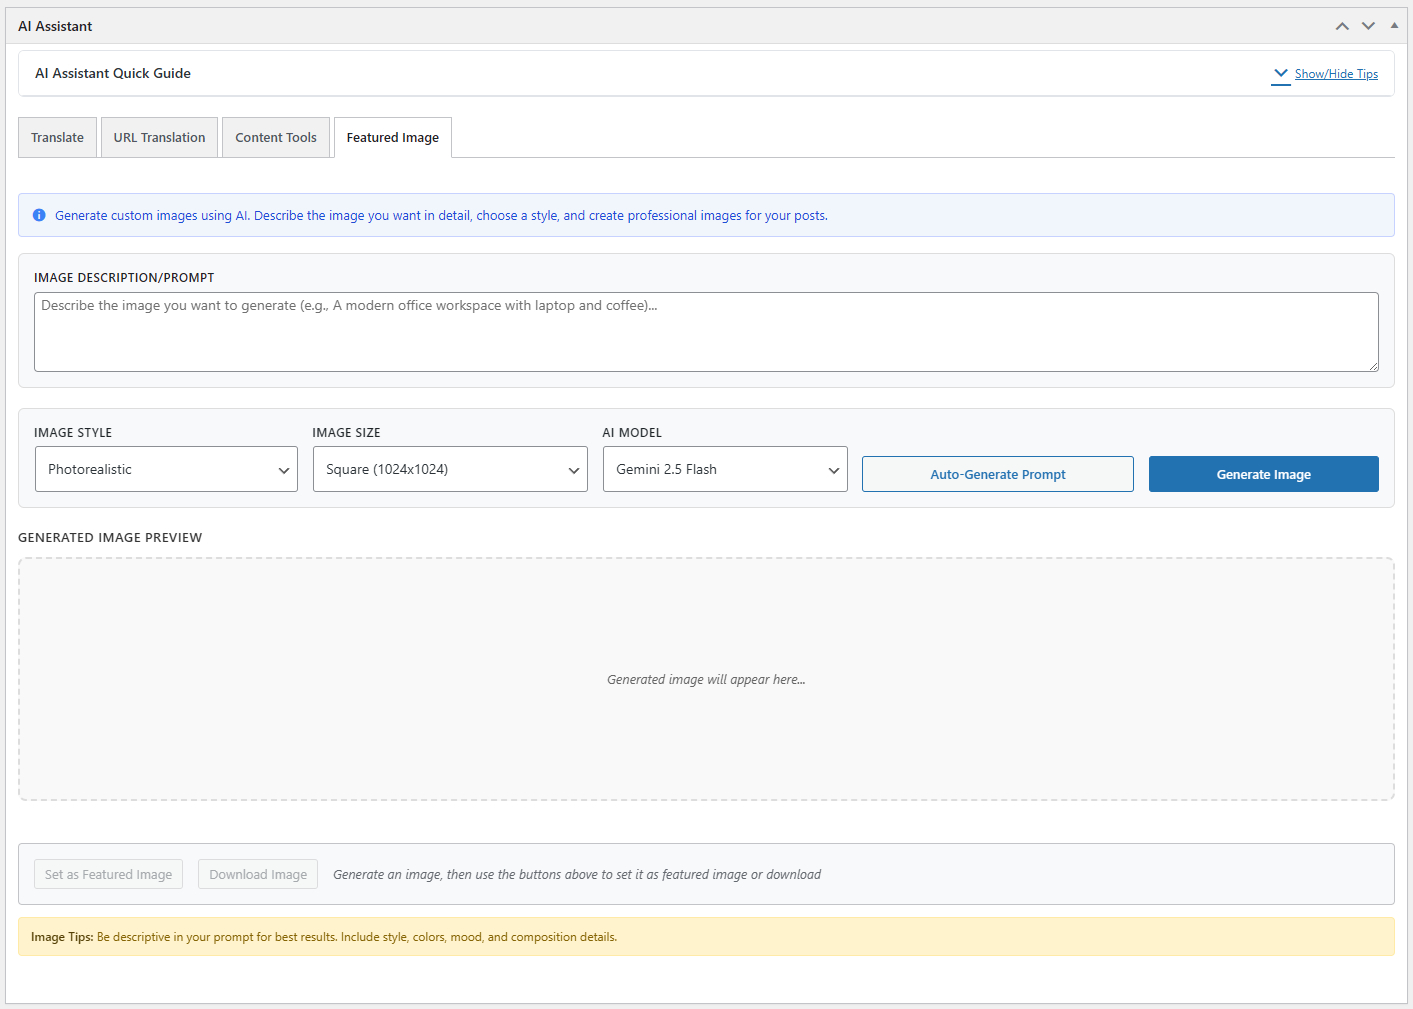 AI Assistant
AI Assistant Quick Guide
Show/Hide Tips
Translate
URL Translation
Content Tools
Featured Image
Generate custom images using AI. Describe the image you want in detail, choose a style, and create professional images for your posts.
IMAGE DESCRIPTION/PROMPT
Describe the image you want to generate (e.g., A modern office workspace with laptop and coffee)...
IMAGE STYLE
IMAGE SIZE
AI MODEL
Photorealistic
Square (1024x1024)
Gemini 2.5 Flash
Auto-Generate Prompt
Generate Image
GENERATED IMAGE PREVIEW
Generated image will appear here...
Set as Featured Image
Download Image
Generate an image, then use the buttons above to set it as featured image or download
Image Tips: Be descriptive in your prompt for best results. Include style, colors, mood, and composition details.